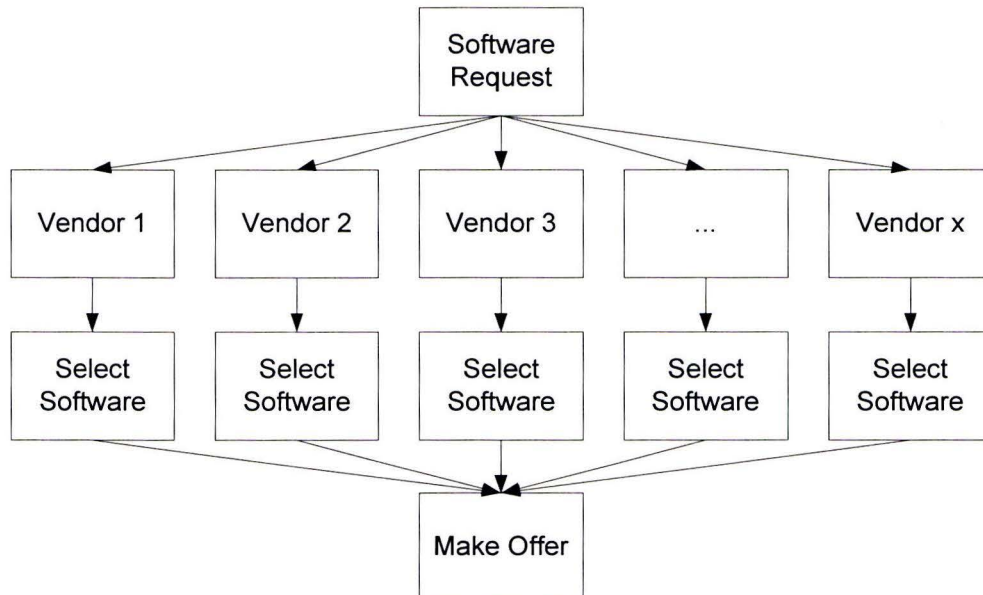 Software
Request
Vendor 1
Vendor 2
Vendor 3
...
Vendor x
Select
Software
Select
Software
Select
Software
Select
Software
Select
Software
Make Offer